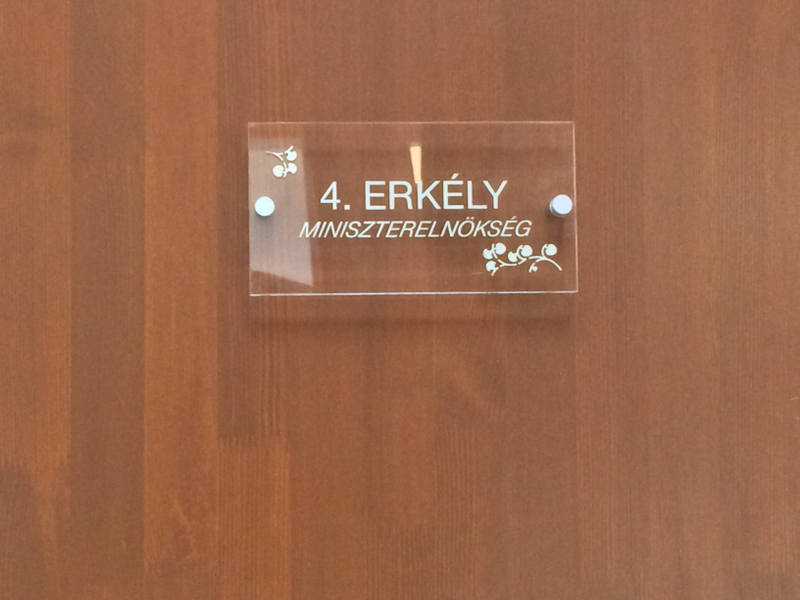 4. ERKÉLY
MINISZTERELNÖKSÉG